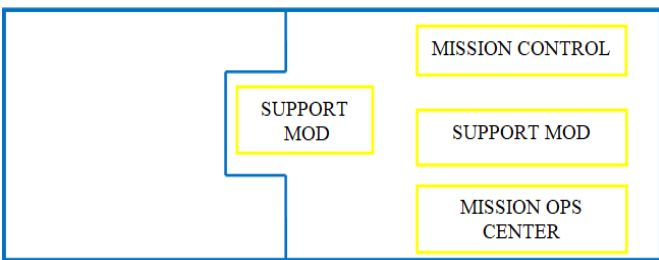 MISSION CONTROL
SUPPORT
MOD
SUPPORT MOD
MISSION OPS
CENTER